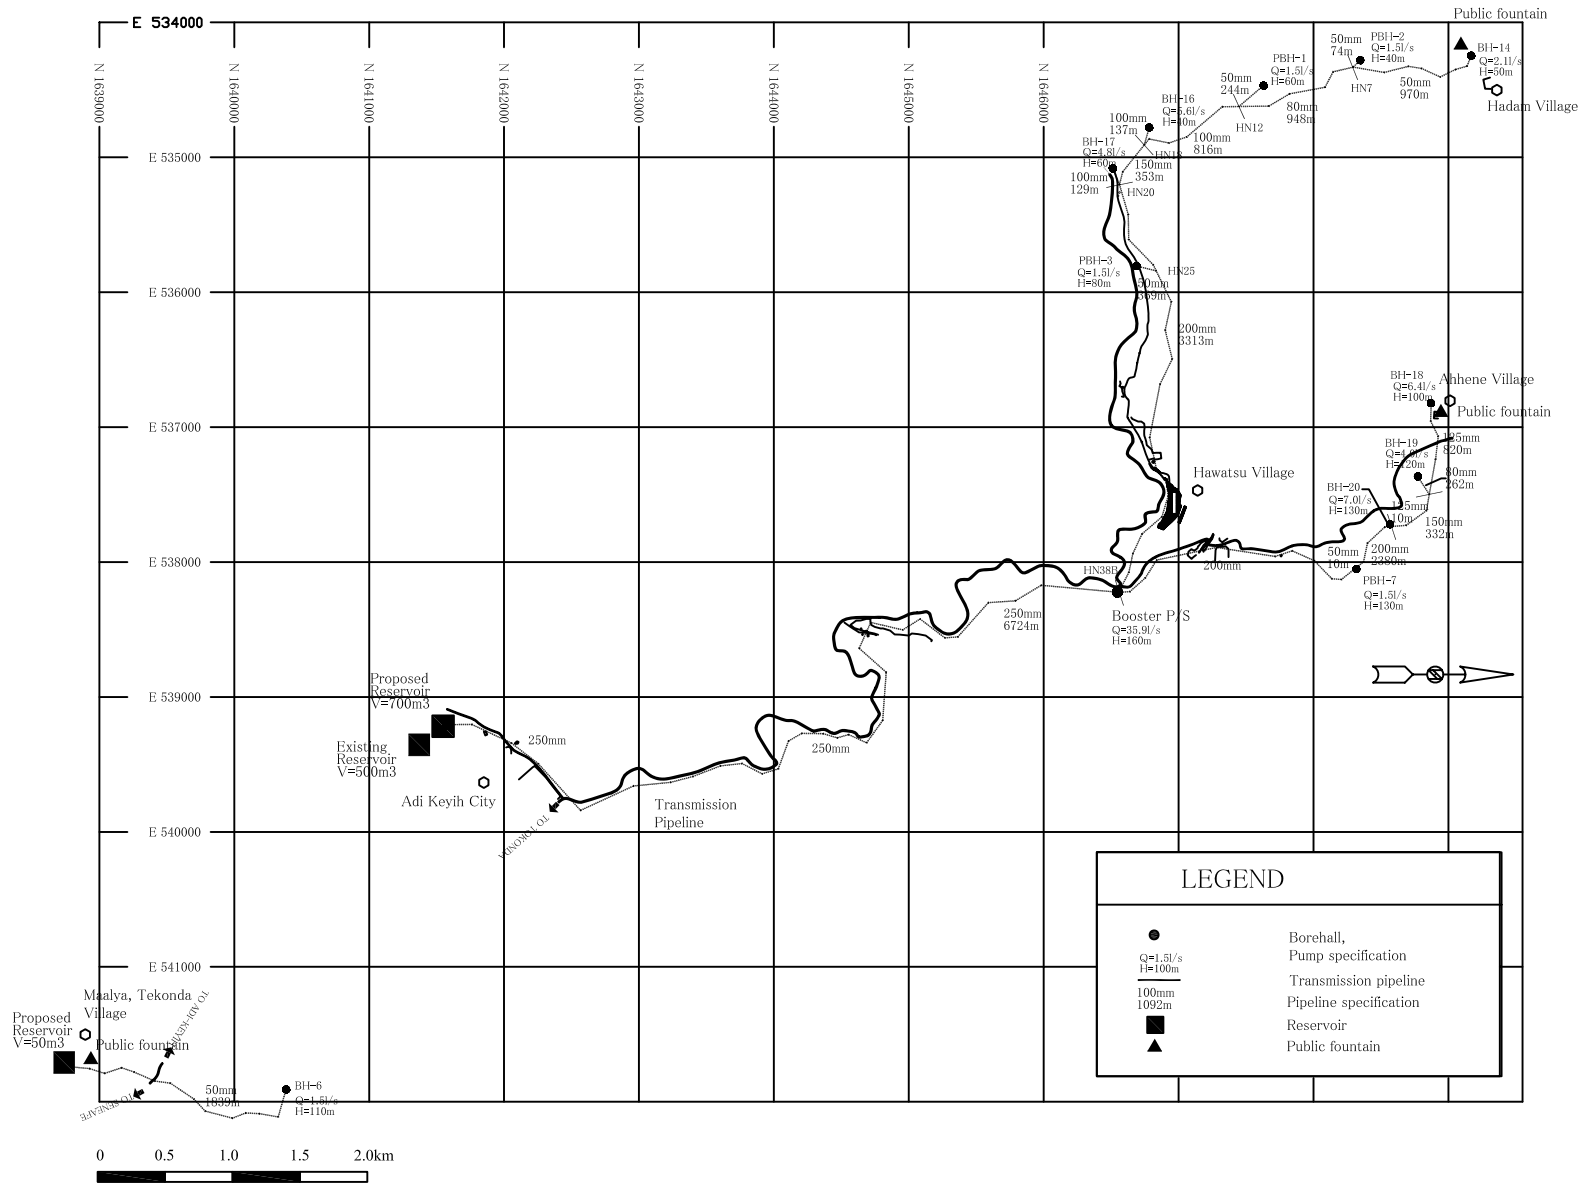 E 534000
N 1639000
N 1640000
N 1641000
N 1642000
N 1643000
N 1644000
N 1645000
N 1646000
Public fountain
BH-14
Q=2.1l/s
H=50m
Hadam Village
50mm
970m
PBH-2
Q=1.5l/s
H=40m
50mm
74m
HN7
PBH-1
Q=1.5l/s
H=60m
50mm
244m
80mm
948m
HN12
BH-16
Q=5.6l/s
H=40m
100mm
137m
100mm
816m
HN18
BH-17
Q=4.8l/s
H=60m
150mm
353m
100mm
129m
HN20
E 535000
PBH-3
Q=1.5l/s
H=80m
HN25
50mm
369m
E 536000
200mm
3313m
BH-18
Q=6.4l/s
H=100m
Ahhene Village
Public fountain
E 537000
125mm
820m
BH-19
H=120m
80mm
262m
Hawatsu Village
BH-20
Q=7.0l/s
H=130m
125mm
10m
150mm
332m
200mm
2380m
E 538000
50mm
10m
PBH-7
Q=1.5l/s
H=130m
200mm
HN38B
Booster P/S
Q=35.9l/s
H=160m
250mm
6724m
Proposed
Reservoir
V=700m3
E 539000
Existing
Reservoir
V=500m3
250mm
250mm
Adi Keyih City
TO TOKONDA
Transmission
Pipeline
E 540000
LEGEND
Borehall,
Pump specification
Q=1.5l/s
H=100m
Transmission pipeline
100mm
1092m
Pipeline specification
Reservoir
Public fountain
E 541000
Maalya, Tekonda
Village
TO ADI-KEYIH
Proposed
Reservoir
V=50m3
Public fountain
TO SENEAFE
50mm
1839m
BH-6
Q=1.5l/s
H=110m
0 0.5 1.0 1.5 2.0km